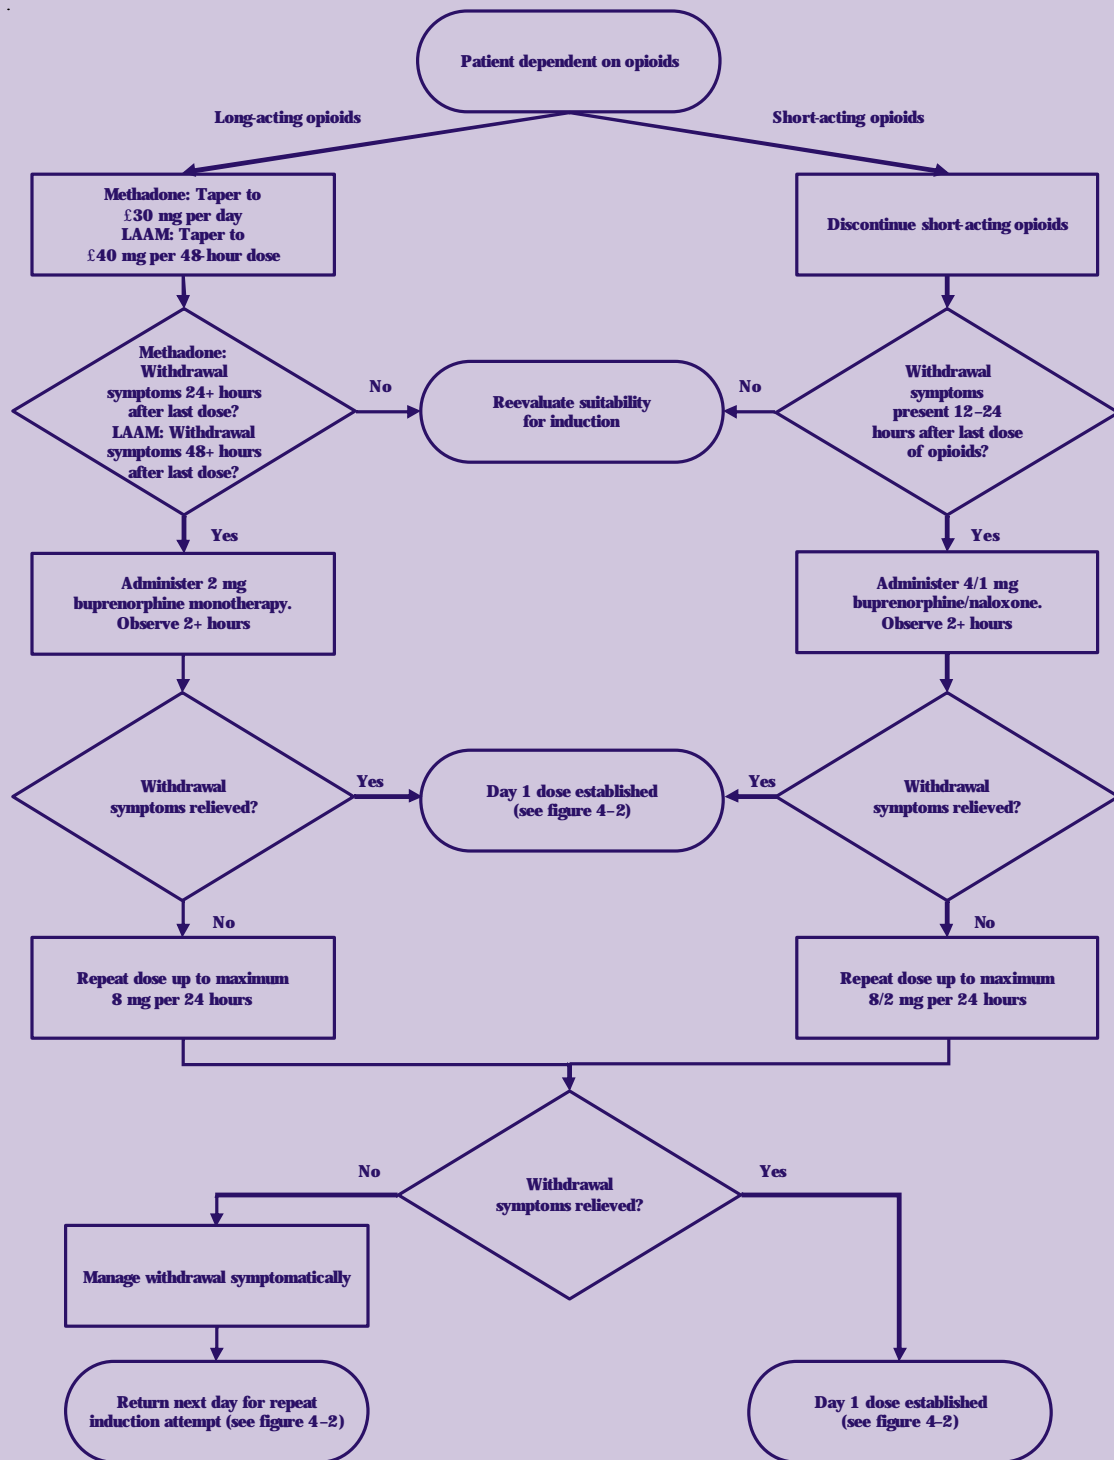 Patient dependent on opioids
Long-acting opioids
Short-acting opioids
Methadone: Taper to
£30 mg per day
LAAM: Taper to
£40 mg per 48-hour dose
Discontinue short-acting opioids
Methadone:
Withdrawal
symptoms 24+ hours
after last dose?
LAAM: Withdrawal
symptoms 48+ hours
after last dose?
No
Reevaluate suitability
for induction
No
Withdrawal
symptoms
present 12–24
hours after last dose
of opioids?
Yes
Yes
Administer 2 mg
buprenorphine monotherapy.
Observe 2+ hours
Administer 4/1 mg
buprenorphine/naloxone.
Observe 2+ hours
Withdrawal
symptoms relieved?
Yes
Day 1 dose established
(see figure 4–2)
Yes
Withdrawal
symptoms relieved?
No
No
Repeat dose up to maximum
8 mg per 24 hours
Repeat dose up to maximum
8/2 mg per 24 hours
No
Withdrawal
symptoms relieved?
Yes
Manage withdrawal symptomatically
Return next day for repeat
induction attempt (see figure 4–2)
Day 1 dose established
(see figure 4–2)